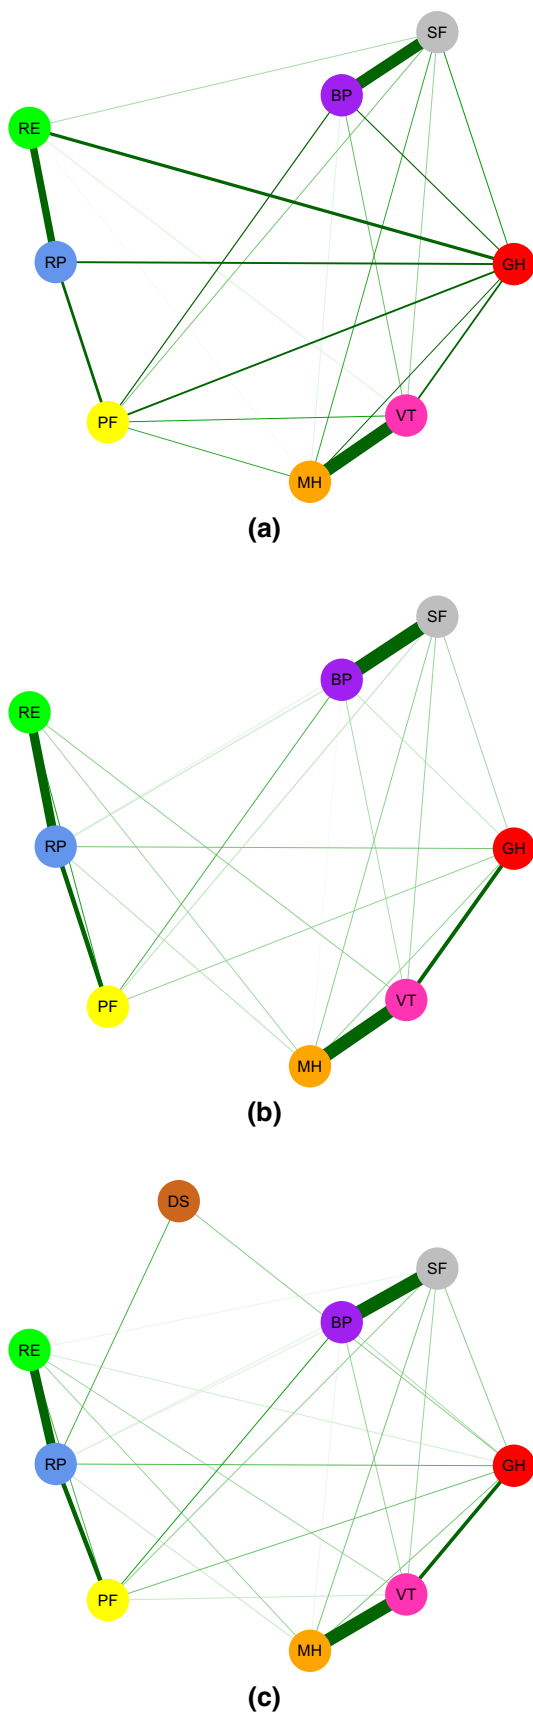 SF
BP
RE
RP
GH
PF
VT
MH
(a)
SF
BP
RE
RP
GH
PF
VT
MH
(b)
DS
SF
BP
RE
RP
GH
PF
VT
MH
(c)